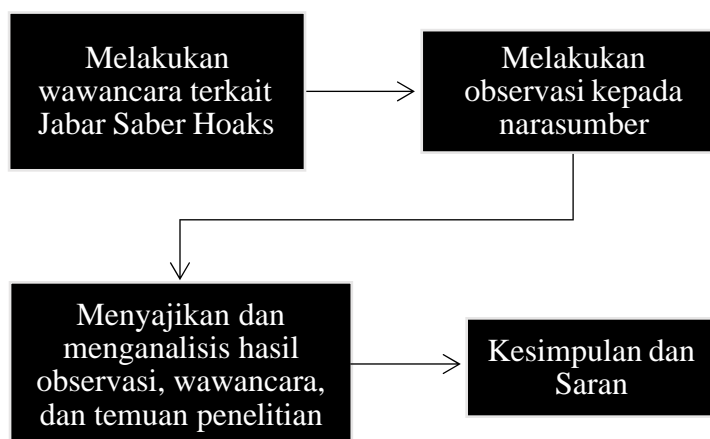 Melakukan
wawancara terkait
Jabar Saber Hoaks
Melakukan
observasi kepada
narasumber
Menyajikan dan
menganalisis hasil
observasi, wawancara,
dan temuan penelitian
Kesimpulan dan
Saran